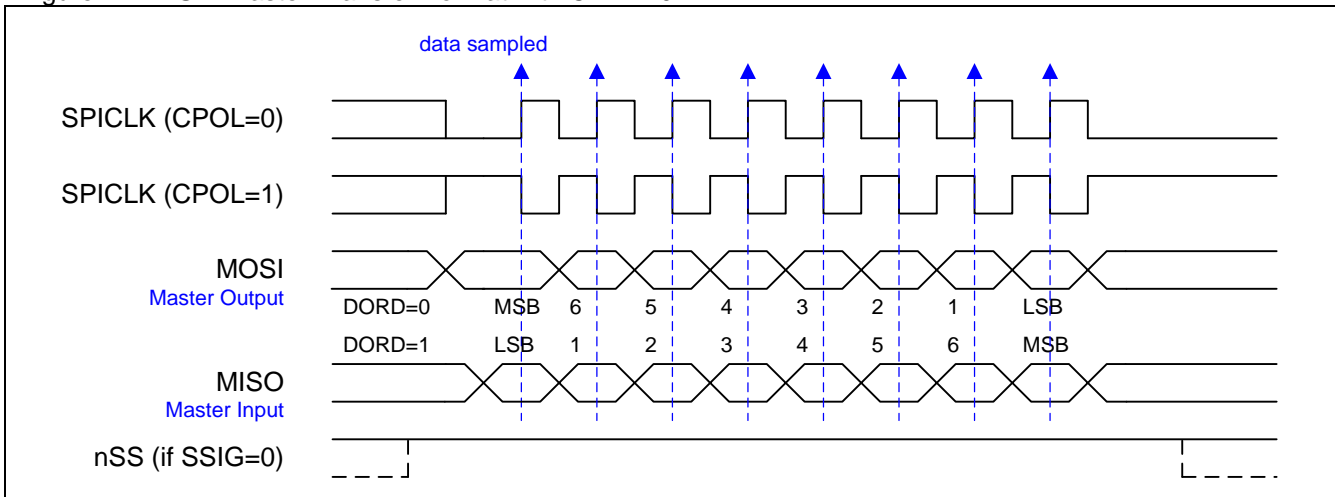 data sampled
SPICLK (CPOL=0)
SPICLK (CPOL=1)
MOSI
Master Output
DORD=0 MSB 6 5 4 3 2 1 LSB
DORD=1 LSB 1 2 3 4 5 6 MSB
MISO
Master Input
nSS (if SSIG=0)